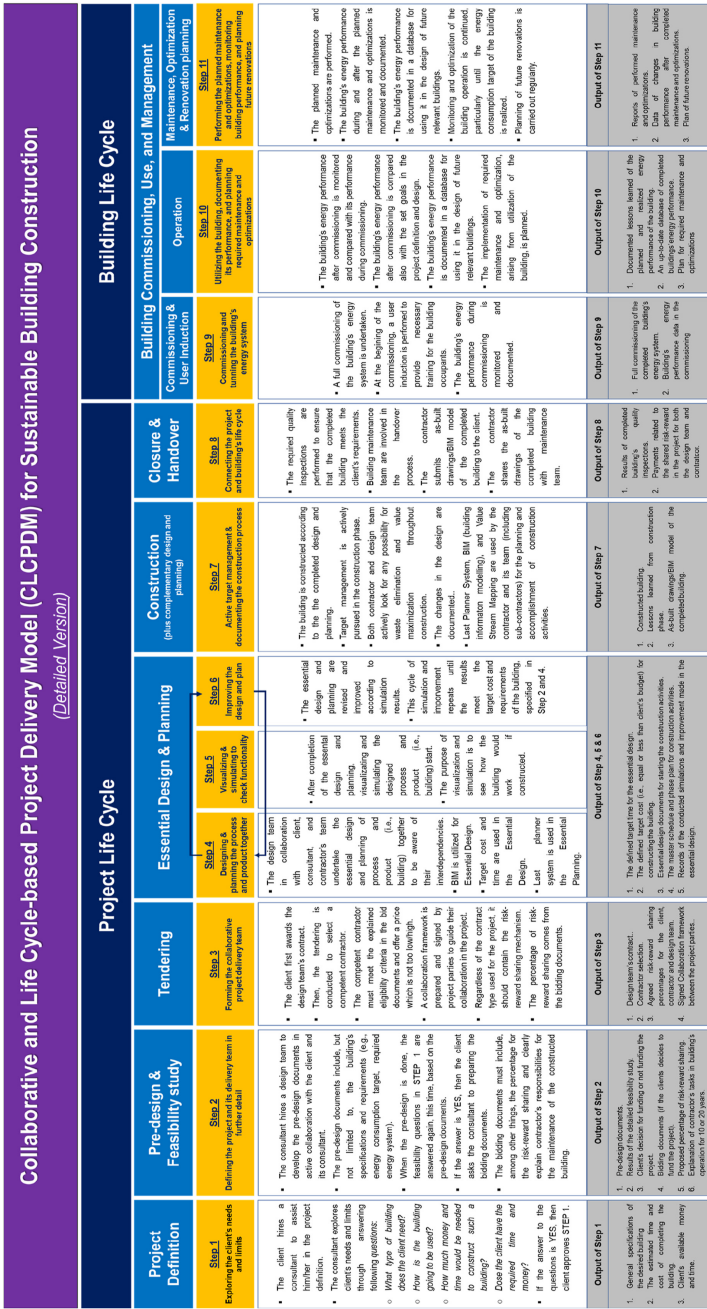 Collaborative and Life Cycle-based Project Delivery Model (CLCPDM) for Sustainable Building Construction
(Detailed Version)
Project Life Cycle
Building Life Cycle
Project
Definition
Step 1
Exploring the client's needs
and limits
▪ The client hires a
consultant to assist
him/her in the project
definition.
▪ The consultant explores
client's needs and limits
through answering
following questions:
o What type of building
does the client need?
o How is the building
going to be used?
o How much money and
time would be needed
to construct such a
building?
o Dose the client have the
required time and
money?
▪ If the answer to the
questions is YES, then
client approves STEP 1.
Output of Step 1
1. General specifications of
the desired building
2. The estimated time and
cost of completing the
building.
3. Client's available money
and time.
Pre-design &
Feasibility study
Step 2
Defining the project and its delivery team in
further detail
▪ The consultant hires a design team to
develop the pre-design documents in
active collaboration with the client and
its consultant.
▪ The pre-design documents include, but
not limited to, the building's
specifications and requirements (e.g.,
energy consumption target, required
energy system).
▪ When the pre-design is done, the
feasibility questions in STEP 1 are
answered again, this time, based on the
pre-design documents.
▪ If the answer is YES, then the client
asks the consultant to preparing the
bidding documents.
▪ The bidding documents must include,
among other things, the percentage for
the risk-reward sharing and clearly
explain contractor's responsibilities for
the maintenance of the constructed
building.
Output of Step 2
1. Pre-design documents.
2. Results of the detailed feasibility study.
3. Client's decision for funding or not funding the
project.
4. Bidding documents (if the clients decides to
fund the project).
5. Proposed percentage of risk-reward sharing.
6. Explanation of contractor's tasks in building's
operation for 10 or 20 years.
Tendering
Step 3
Forming the collaborative
project delivery team
▪ The client first awards the
design team's contract.
▪ Then, the tendering is
conducted to select a
competent contractor.
▪ The competent contractor
must meet the explained
eligibility criteria in the bid
documents and offer a price
which is not too low/high.
▪ A collaboration framework is
prepared and signed by
project parties to guide their
collaboration in the project.
▪ Regardless of the contract
type used for the project, it
should contain the risk-
reward sharing mechanism.
▪ The percentage of risk-
reward sharing comes from
the bidding documents.
Output of Step 3
1. Design team's contract..
2. Contractor selection.
3. Agreed risk-reward sharing
percentages for the client,
contractor and design team.
4. Signed Collaboration framework
between the project parties..
Essential Design & Planning
Step 4
Designing &
planning the process
and product together
▪ The design team
in collaboration
with client,
consultant, and
contractor's team
undertake the
essential design
and planning of
process and
product (i.e.,
building) together
to be aware of
their
interdependencies.
▪ BIM is utilized for
Essential Design.
▪ Target cost and
time are used in
the Essential
Design.
▪ Last planner
system is used in
the Essential
Planning.
Step 5
Visualizing &
simulating to
check functionality
▪ After completion
of the essential
design and
planning,
visualizating and
simulating the
designed
process and
product (i.e.,
building) start.
▪ The purpose of
visualization and
simulation is to
see how the
building would
work if
constructed.
Step 6
Improving the
design and plan
▪ The essential
design and
planning are
revised and
improved
according to
simulation
results.
▪ This cycle of
simulation and
improvement
repeats until
the results
meet the
target cost and
requirements
of the building,
specified in
Step 2 and 4.
Output of Step 4, 5 & 6
1. The defined target time for the essential design.
2. The defined target cost (i.e., equal or less than client's budget) for
constructing the building.
3. Essential design documents for starting the construction activities.
4. The master schedule and phase plan for construction activities.
5. Records of the conducted simulations and improvement made in the
essential design.
Construction
(plus complementary design and
planning)
Step 7
Active target management &
documenting the construction process
▪ The building is constructed according
to the the completed design and
planning.
▪ Target management is actively
pursued in the construction phase.
▪ Both contractor and design team
actively look for any possibility for
waste elimination and value
maximization throughout
construction.
▪ The changes in the design are
documented..
▪ Last Planner System, BIM (building
information modelling), and Value
Stream Mapping are used by the
contractor and its team (including
sub-contractors) for the planning and
accomplishment of construction
activities.
Output of Step 7
1. Constructed building.
2. Lessons learned from construction
phase.
3. As-built drawings/BIM model of the
completed building.
Closure &
Handover
Step 8
Connecting the project
and building's life cycle
▪ The required quality
inspections are
performed to ensure
that the completed
building meets the
client's requirements.
▪ Building maintenance
team are involved in
the handover
process.
▪ The contractor
submits as-built
drawings/BIM model
of the completed
building to the client.
▪ The contractor
shares the as-built
drawings of the
completed building
with maintenance
team.
Output of Step 8
1. Results of completed
building's quality
inspections.
2. Payments related to
the shared risk-reward
in the project for both
the design team and
contractor.
Building Commissioning, Use, and Management
Commissioning &
User Induction
Step 9
Commissioning and
tunning the building's
energy system
▪ A full commissioning of
the building's energy
system is undertaken.
▪ At the begining of the
commissioning, a user
induction is perfomed to
provide necessary
training for the building
occupants.
▪ The building's energy
performance during
commissioning is
monitored and
documented.
Output of Step 9
1. Full commissioning of the
completed building's
energy system.
2. Building's energy
performance data in the
commissioning
Operation
Step 10
Utilizing the building, documenting
its performance, and planning
required maintenance and
optimizations
▪ The building's energy performance
after commissioning is monitored
and compared with its performance
during commissioning.
▪ The building's energy performance
after commissioning is compared
also with the set goals in the
project definition and design.
▪ The building's energy performance
is documented in a database for
using it in the design of future
relevant buildings.
▪ The implementation of required
maintenance and optimization,
arising from utilization of the
building, is planned.
Output of Step 10
1. Documented lessons learned of the
planned and realized energy
performance of the building.
2. An up-to-date database of completed
buildings' energy performance.
3. Plan for required maintenance and
optimizations
Maintenance, Optimization
& Renovation planning
Step 11
Performing the planned maintenance
and optimizations, monitoring
building performance, and planning
future renovations
▪ The planned maintenance and
optimizations are performed.
▪ The building's energy performance
during and after the planned
maintenance and optimizations is
monitored and documented.
▪ The building's energy performance
is documented in a database for
using it in the design of future
relevant buildings.
▪ Monitoring and optimization of the
building operation is continued,
particularly until the energy
consumption target of the building
is realized.
▪ Planning of future renovations is
carried out regularly.
Output of Step 11
1. Reports of performed maintenance
and optimizations.
2. Data of changes in building
performance after completed
maintenance and optimizations.
3. Plan of future renovations